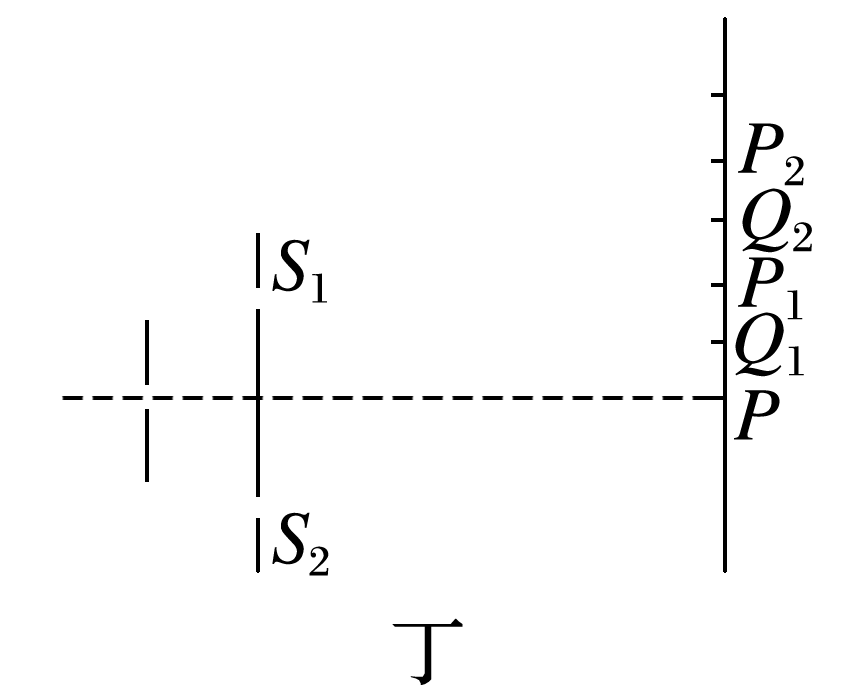 P₂
Q₂
S₁
P₁
Q₁
P
S₂
丁